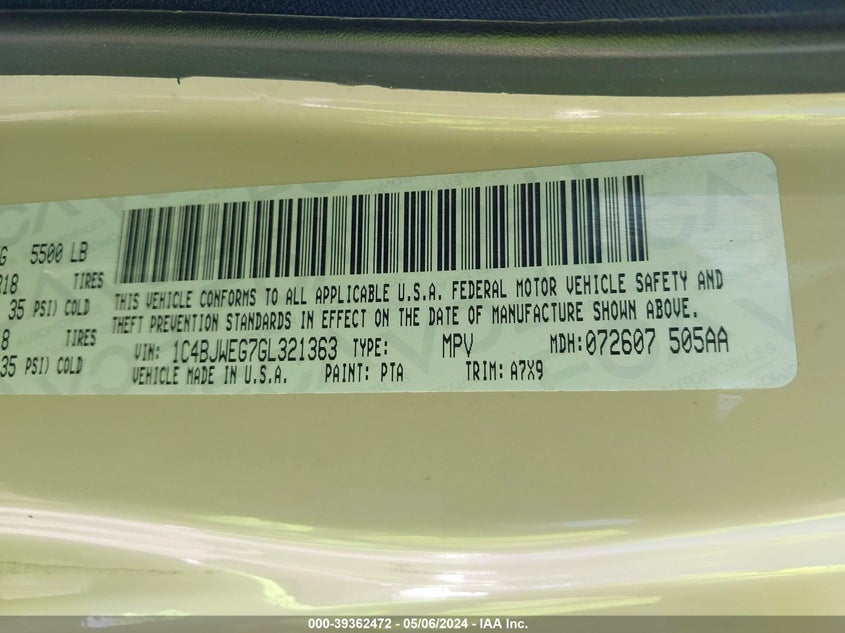 G 5500 LB
R18 TIRES
35 PSI) COLD
8 TIRES
35 PSI) COLD
THIS VEHICLE CONFORMS TO ALL APPLICABLE U.S.A. FEDERAL MOTOR VEHICLE SAFETY AND
THEFT PREVENTION STANDARDS IN EFFECT ON THE DATE OF MANUFACTURE SHOWN ABOVE.
VIN: 1C4BJWEG7GL321363 TYPE: MPV MDH:072607 505AA
VEHICLE MADE IN U.S.A. PAINT: PTA TRIM: A7X9
000-39362472 - 05/06/2024 - IAA Inc.